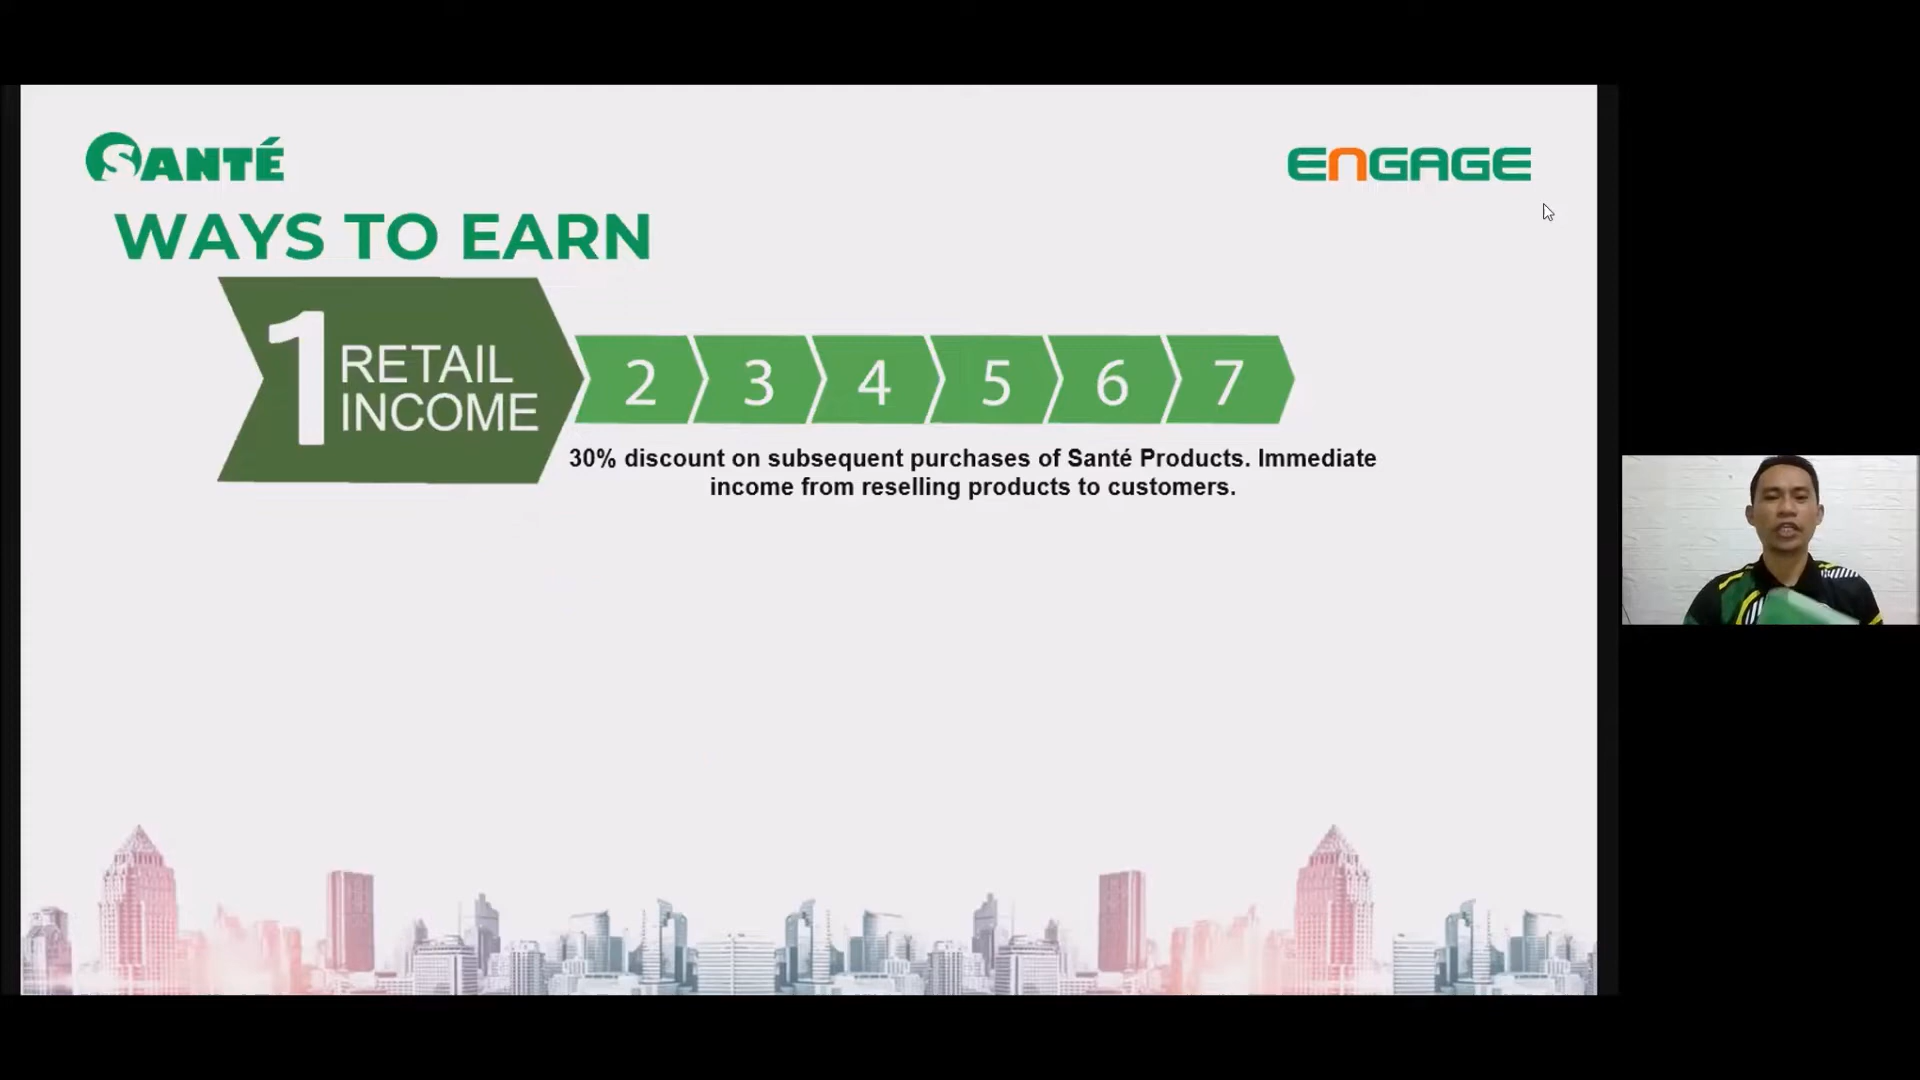 SANTÉ
ENGAGE
WAYS TO EARN
1 RETAIL
INCOME
2 3 4 5 6 7
30% discount on subsequent purchases of Santé Products. Immediate
income from reselling products to customers.